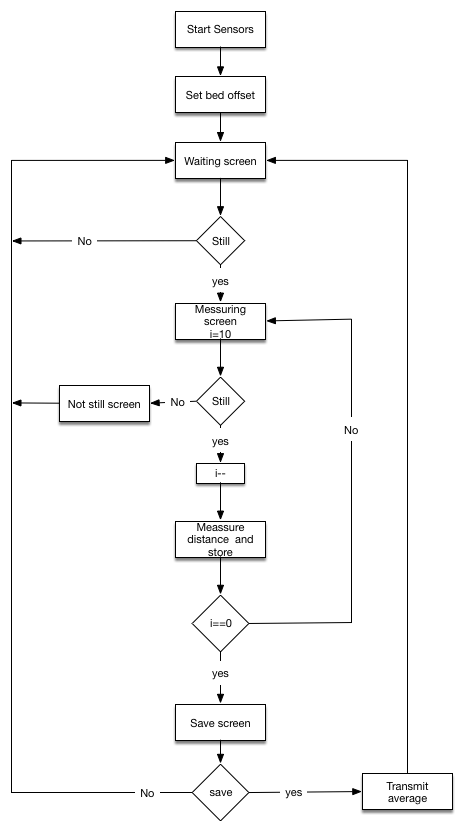 Start Sensors
Set bed offset
Waiting screen
Still
No
yes
Messuring
screen
i=10
Still
No
Not still screen
No
yes
i--
Meassure
distance and
store
i==0
yes
Save screen
save
No
yes
Transmit
average